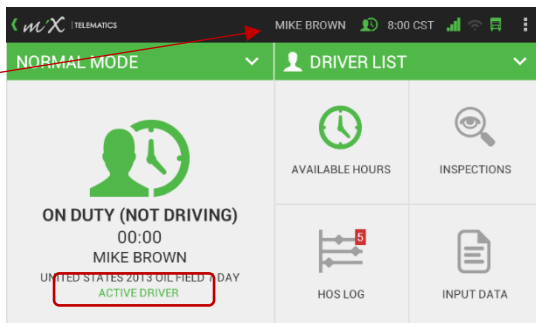 miX TELEMATICS
MIKE BROWN 8:00 CST
NORMAL MODE
DRIVER LIST
AVAILABLE HOURS
INSPECTIONS
ON DUTY (NOT DRIVING)
00:00
MIKE BROWN
UNITED STATES 2013 OIL FIELD 7 DAY
ACTIVE DRIVER
5
HOS LOG
INPUT DATA